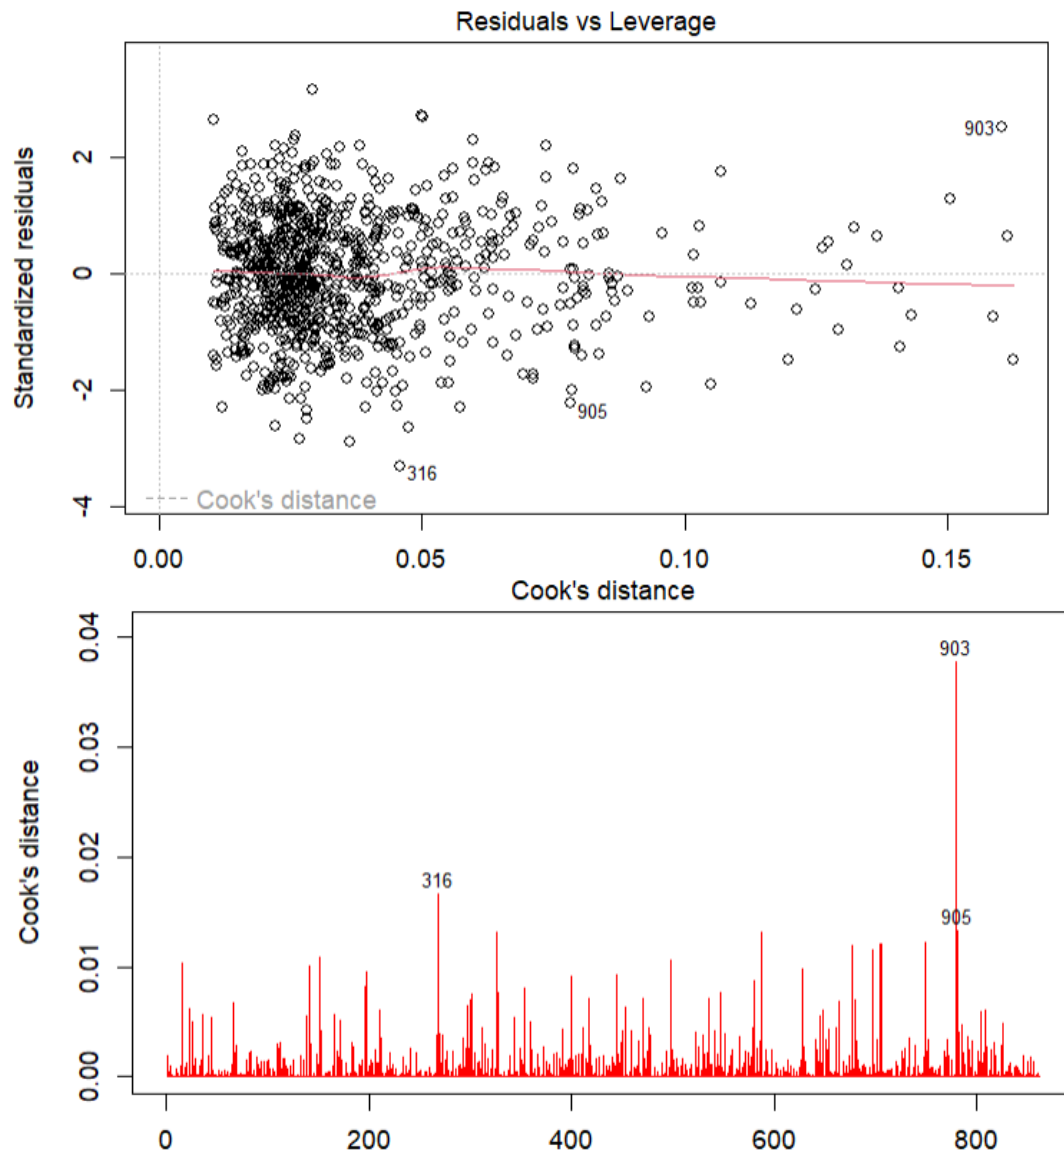 Residuals vs Leverage
Standardized residuals
2
0
-2
-4
903
905
316
Cook's distance
0.00 0.05 0.10 0.15
Cook's distance
Cook's distance
0.04
0.03
0.02
0.01
0.00
903
316
905
0 200 400 600 800